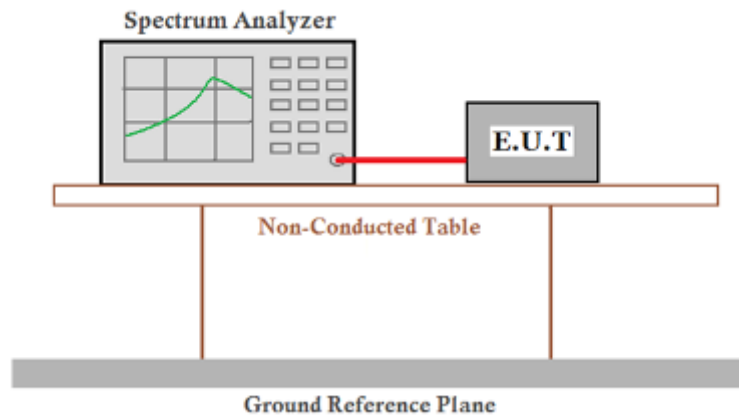 Spectrum Analyzer
E.U.T
Non-Conducted Table
Ground Reference Plane